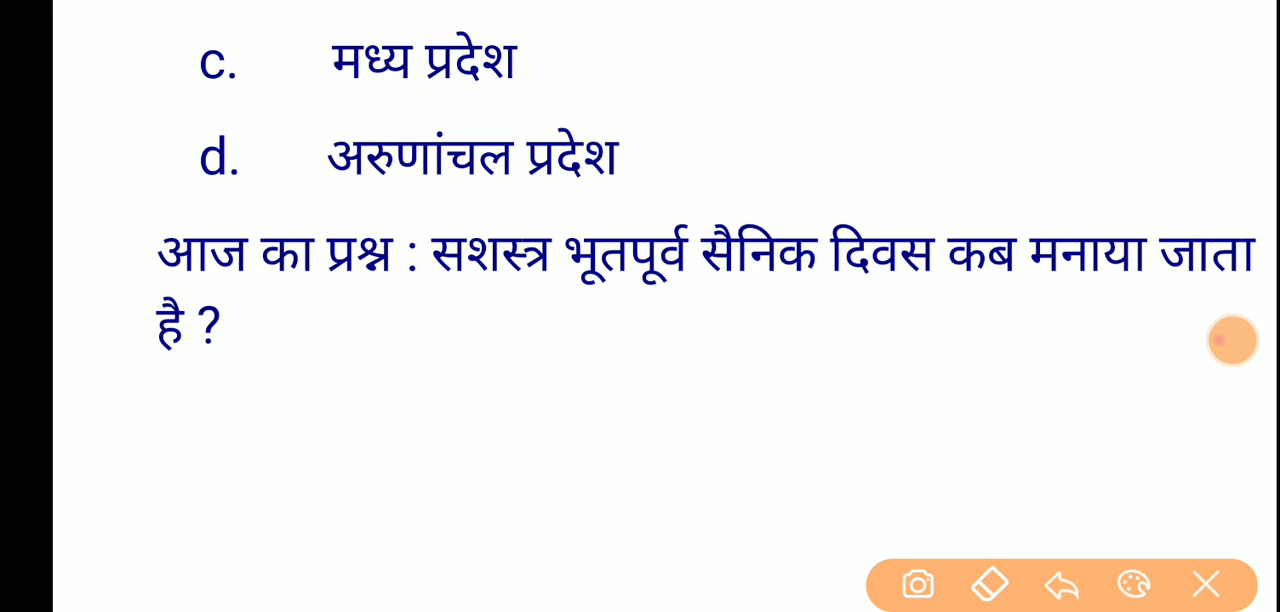 c. मध्य प्रदेश
d. अरुणांचल प्रदेश
आज का प्रश्न : सशस्त्र भूतपूर्व सैनिक दिवस कब मनाया जाता
है ?